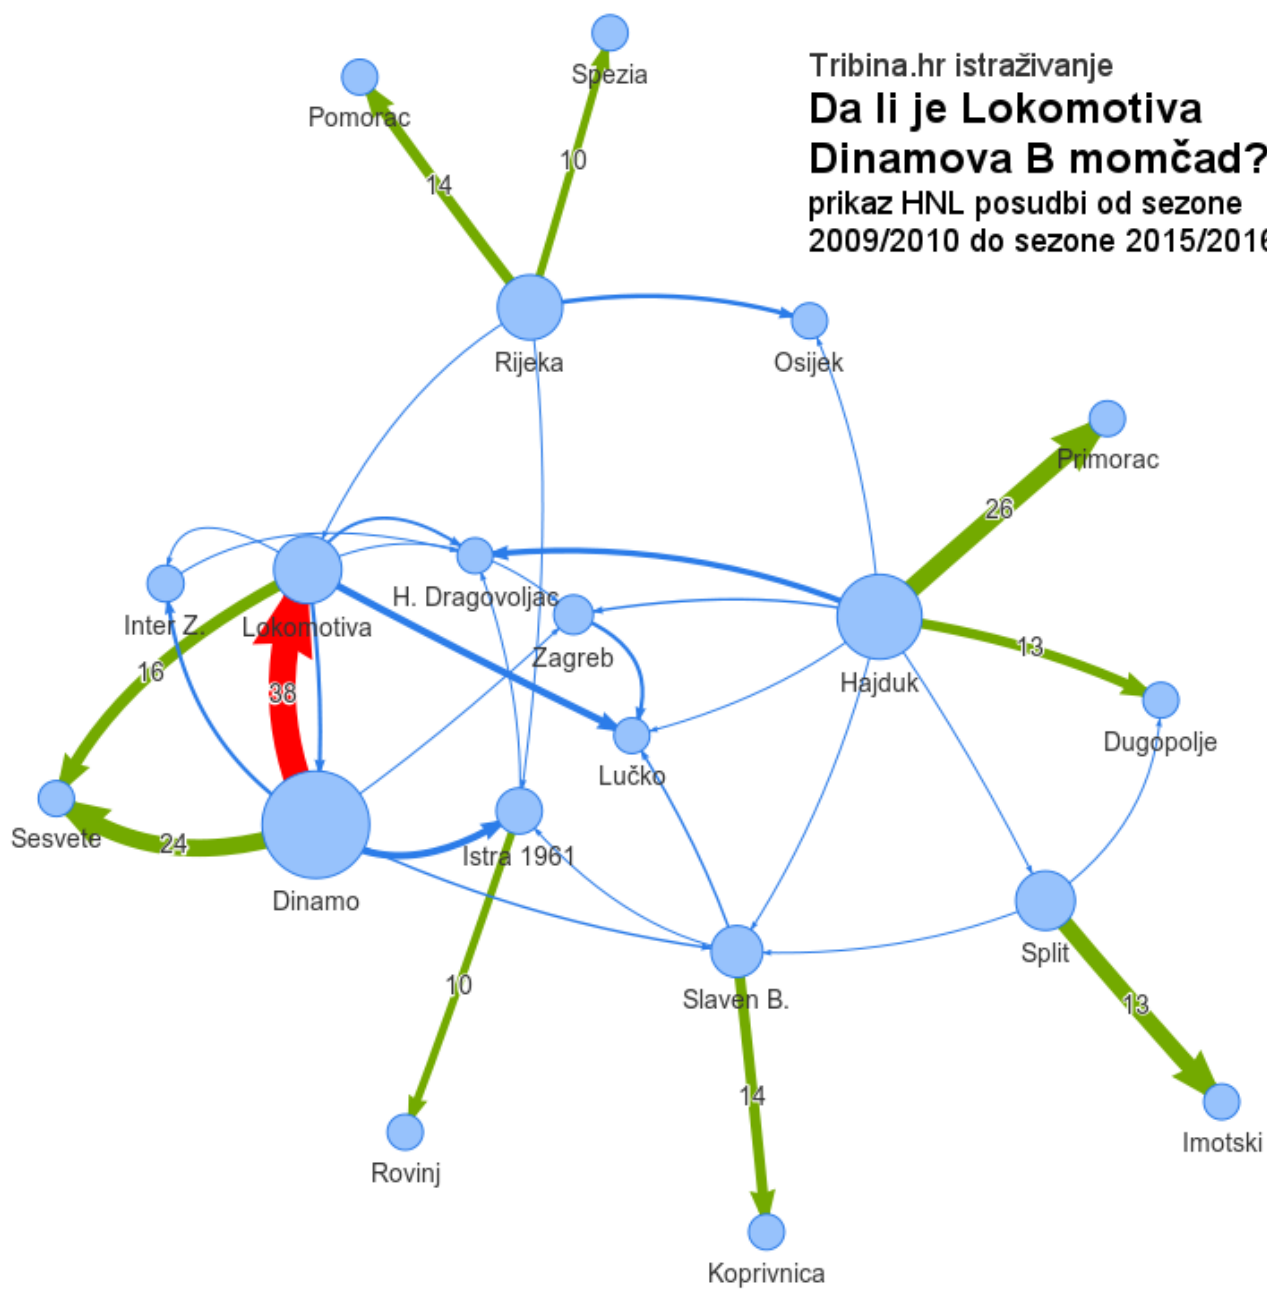 Tribina.hr istraživanje
Da li je Lokomotiva
Dinamova B momčad?
prikaz HNL posudbi od sezone
2009/2010 do sezone 2015/2016
Spezia
Pomorac
10
14
Rijeka
Osijek
Primorac
26
H. Dragovoljac
Inter Z.
Lokomotiva
Zagreb
13
16
Hajduk
38
Dugopolje
Lučko
Sesvete
24
Istra 1961
Dinamo
Split
10
Slaven B.
13
14
Imotski
Rovinj
Koprivnica